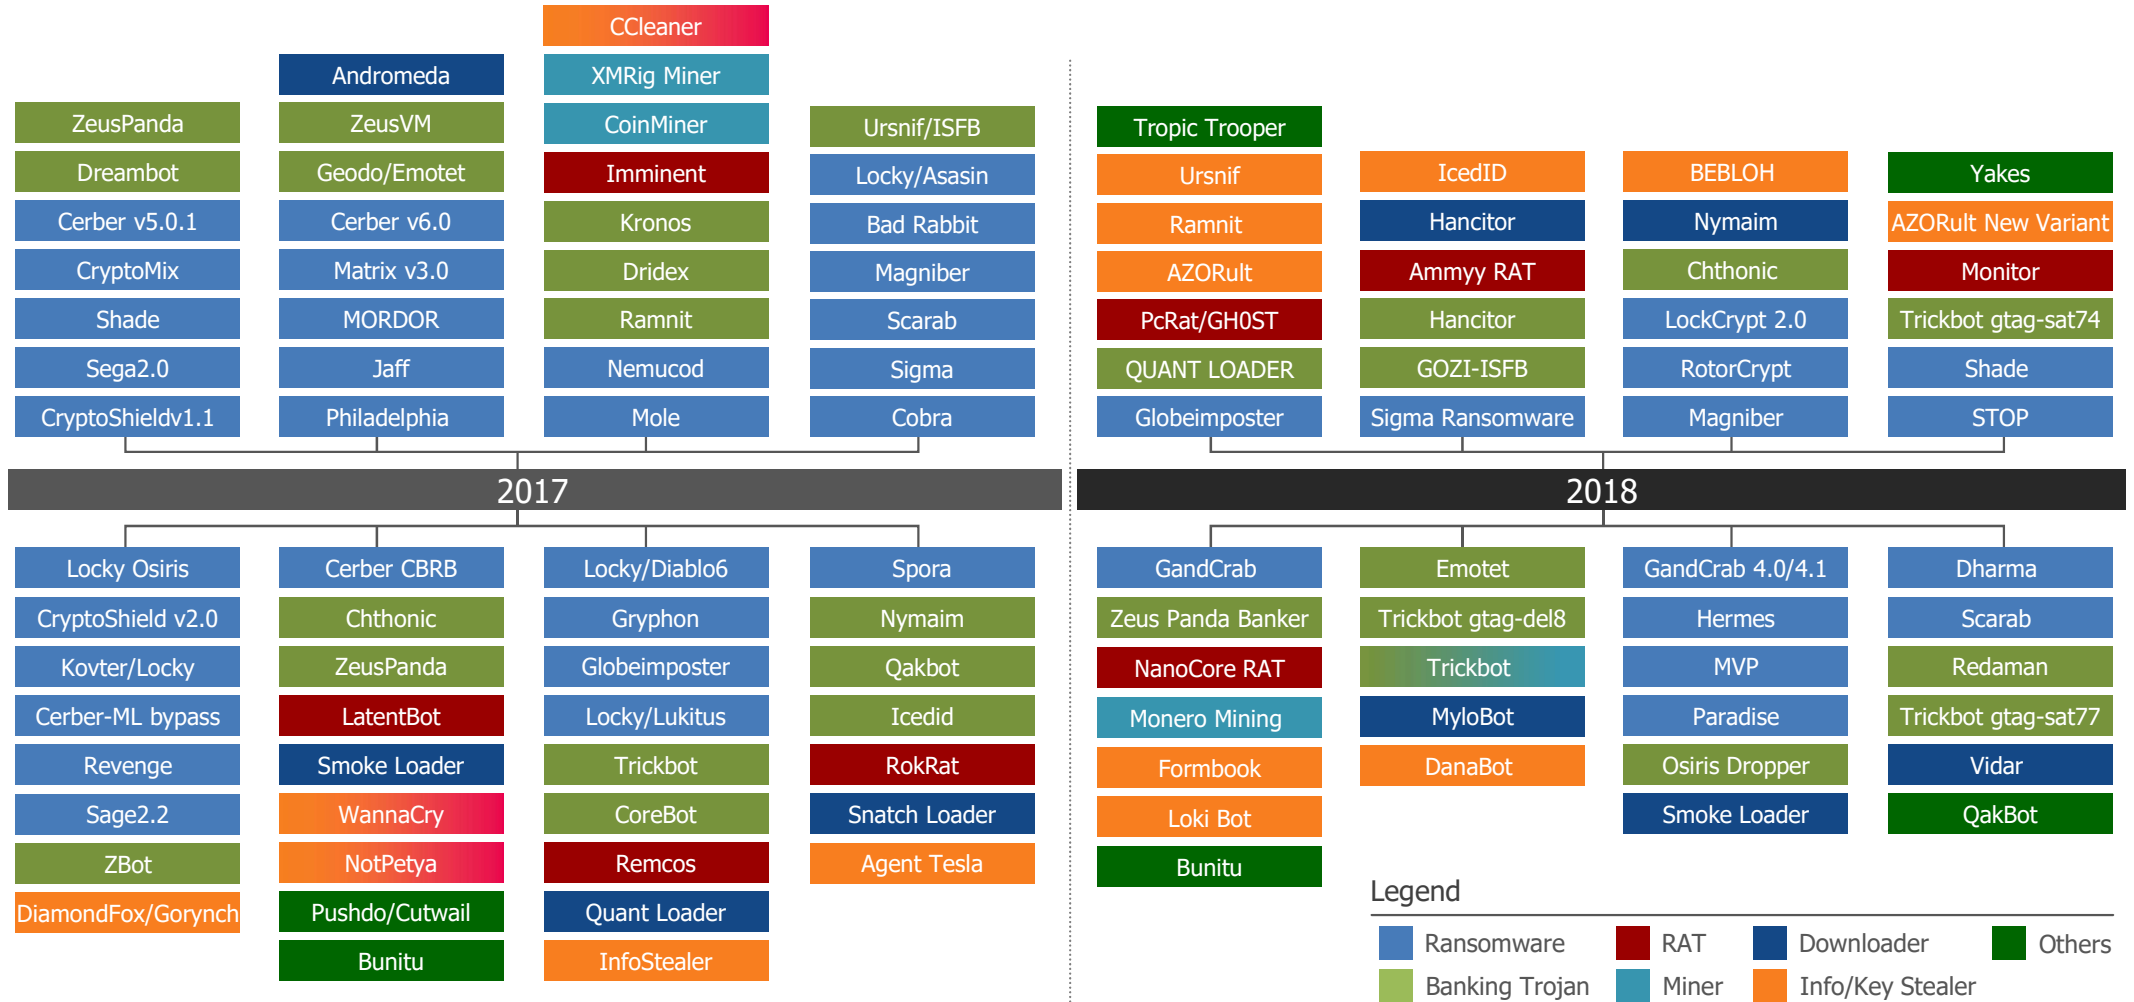 CCleaner
Andromeda
XMRig Miner
ZeusPanda
ZeusVM
CoinMiner
Ursnif/ISFB
Dreambot
Geodo/Emotet
Imminent
Locky/Asasin
Cerber v5.0.1
Cerber v6.0
Kronos
Bad Rabbit
CryptoMix
Matrix v3.0
Dridex
Magniber
Shade
MORDOR
Ramnit
Scarab
Sega2.0
Jaff
Nemucod
Sigma
CryptoShieldv1.1
Philadelphia
Mole
Cobra
2017
Locky Osiris
Cerber CBRB
Locky/Diablo6
Spora
CryptoShield v2.0
Chthonic
Gryphon
Nymaim
Kovter/Locky
ZeusPanda
Globeimposter
Qakbot
Cerber-ML bypass
LatentBot
Locky/Lukitus
Icedid
Revenge
Smoke Loader
Trickbot
RokRat
Sage2.2
WannaCry
CoreBot
Snatch Loader
ZBot
NotPetya
Remcos
Agent Tesla
DiamondFox/Gorynch
Pushdo/Cutwail
Quant Loader
Bunitu
InfoStealer
Tropic Trooper
Ursnif
IcedID
BEBLOH
Yakes
Ramnit
Hancitor
Nymaim
AZORult New Variant
AZORult
Ammyy RAT
Chthonic
Monitor
PcRat/GH0ST
Hancitor
LockCrypt 2.0
Trickbot gtag-sat74
QUANT LOADER
GOZI-ISFB
RotorCrypt
Shade
Globeimposter
Sigma Ransomware
Magniber
STOP
2018
GandCrab
Emotet
GandCrab 4.0/4.1
Dharma
Zeus Panda Banker
Trickbot gtag-del8
Hermes
Scarab
NanoCore RAT
Trickbot
MVP
Redaman
Monero Mining
MyloBot
Paradise
Trickbot gtag-sat77
Formbook
DanaBot
Osiris Dropper
Vidar
Loki Bot
Smoke Loader
QakBot
Bunitu
Legend
Ransomware
RAT
Downloader
Others
Banking Trojan
Miner
Info/Key Stealer